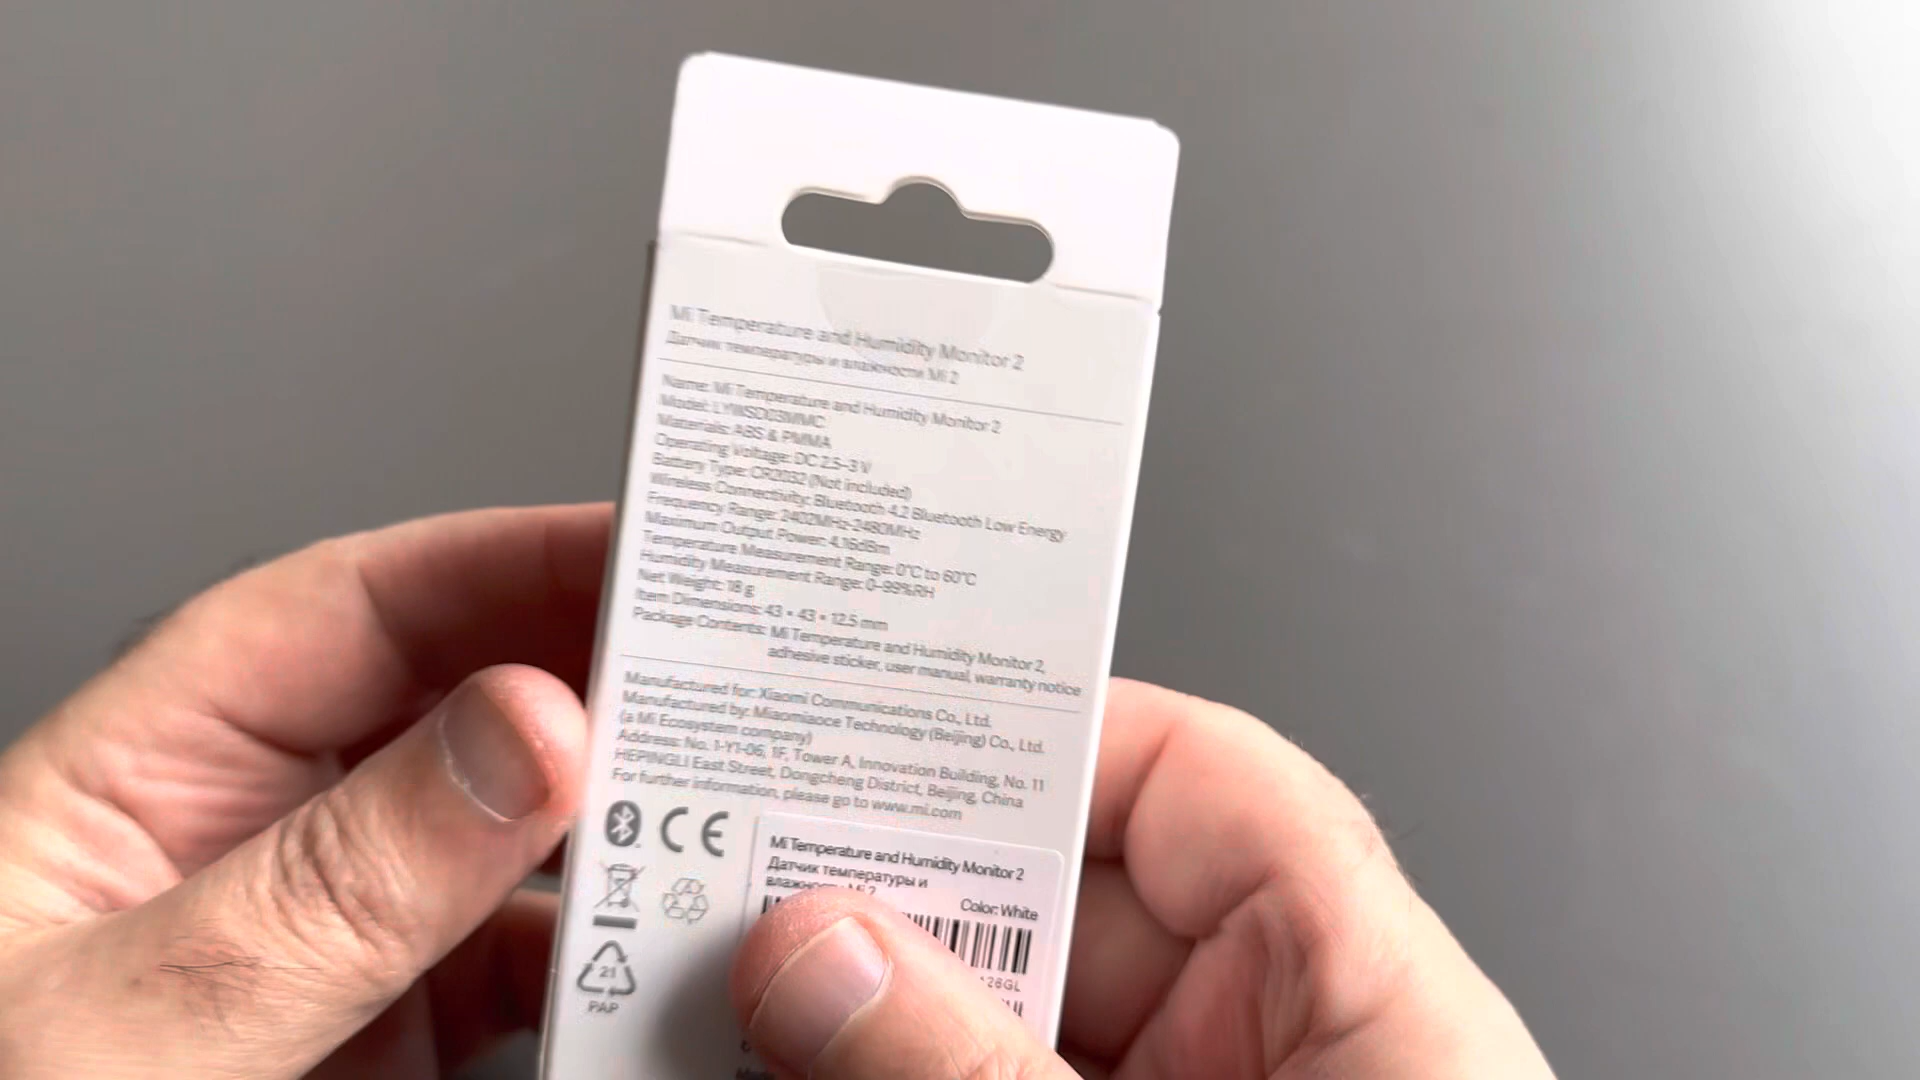 Mi Temperature and Humidity Monitor 2
Датчик температуры и влажности Mi 2
Name: Mi Temperature and Humidity Monitor 2
Model: LYWSD03MMC
Materials: ABS & PMMA
Operating Voltage: DC 2.5-3 V
Battery Type: CR2032 (Not included)
Wireless Connectivity: Bluetooth 4.2 Bluetooth Low Energy
Frequency Range: 2402MHz-2480MHz
Maximum Output Power: 4.16dBm
Temperature Measurement Range: 0°C to 60°C
Humidity Measurement Range: 0-99%RH
Net Weight: 18 g
Item Dimensions: 43 × 43 × 12.5 mm
Package Contents: Mi Temperature and Humidity Monitor 2,
adhesive sticker, user manual, warranty notice
Manufactured for: Xiaomi Communications Co., Ltd.
Manufactured by: Miaomiaoce Technology (Beijing) Co., Ltd.
(a Mi Ecosystem company)
Address: No. 1-Y1-06, 1F, Tower A, Innovation Building, No. 11
HEPINGLI East Street, Dongcheng District, Beijing, China
For further information, please go to www.mi.com
CE
Mi Temperature and Humidity Monitor 2
Датчик температуры и
влажности Mi 2
Color: White
26GL
21
PAP